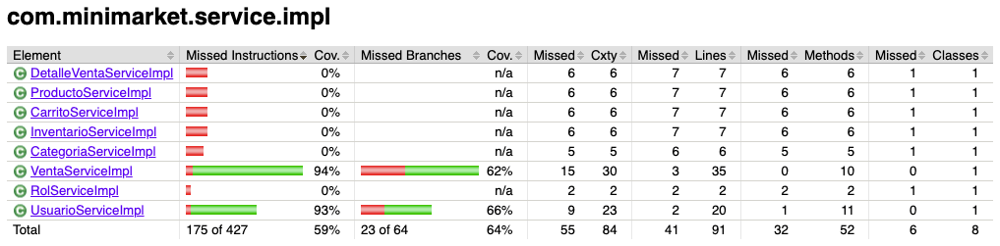 com.minimarket.service.impl
Element Missed Instructions Cov. Missed Branches Cov. Missed Cxty Missed Lines Missed Methods Missed Classes
C DetalleVentaServiceImpl 0% n/a 6 6 7 7 6 6 1 1
C ProductoServiceImpl 0% n/a 6 6 7 7 6 6 1 1
C CarritoServiceImpl 0% n/a 6 6 7 7 6 6 1 1
C InventarioServiceImpl 0% n/a 6 6 7 7 6 6 1 1
C CategoriaServiceImpl 0% n/a 5 5 6 6 5 5 1 1
C VentaServiceImpl 94% 62% 15 30 3 35 0 10 0 1
C RolServiceImpl 0% n/a 2 2 2 2 2 2 1 1
C UsuarioServiceImpl 93% 66% 9 23 2 20 1 11 0 1
Total 175 of 427 59% 23 of 64 64% 55 84 41 91 32 52 6 8